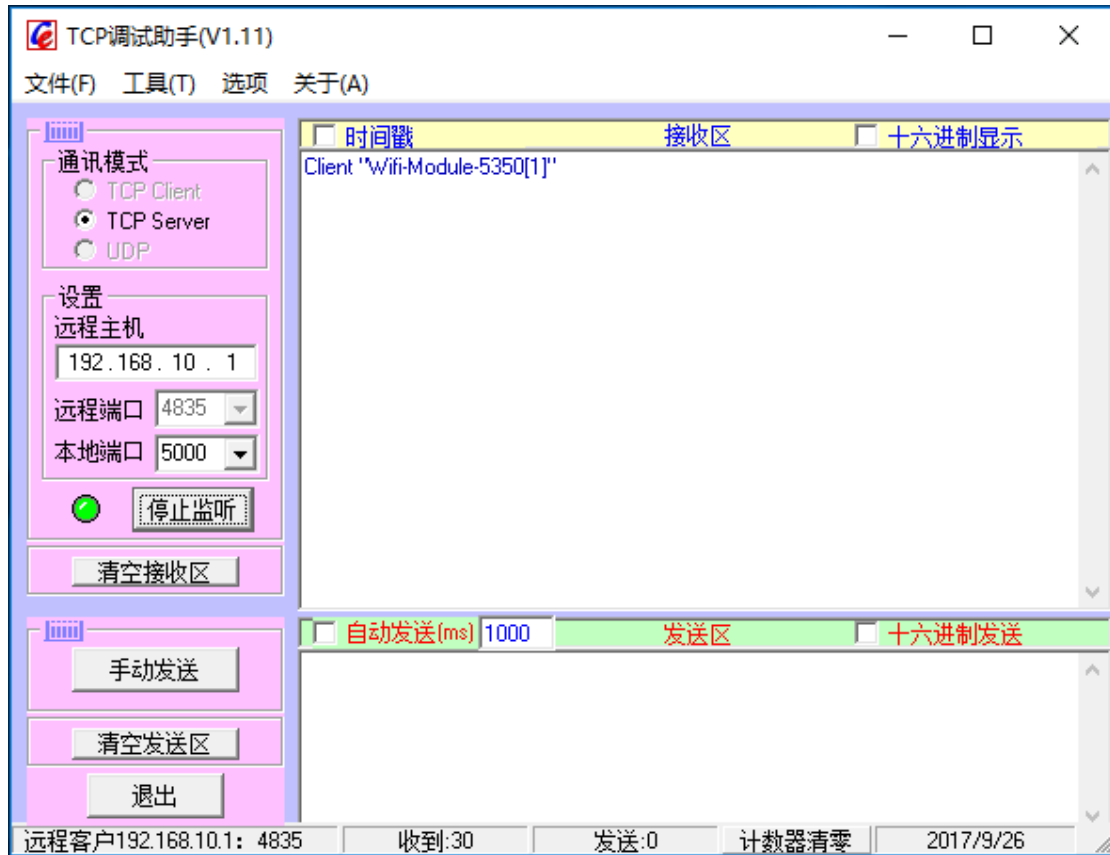 TCP调试助手(V1.11)
文件(F) 工具(T) 选项 关于(A)
通讯模式
TCP Client
TCP Server
UDP
设置
远程主机
192.168.10.1
远程端口 4835
本地端口 5000
停止监听
清空接收区
时间戳 接收区 十六进制显示
Client "Wifi-Module-5350[1]"
自动发送(ms) 1000 发送区 十六进制发送
手动发送
清空发送区
退出
远程客户192.168.10.1: 4835 收到:30 发送:0 计数器清零 2017/9/26